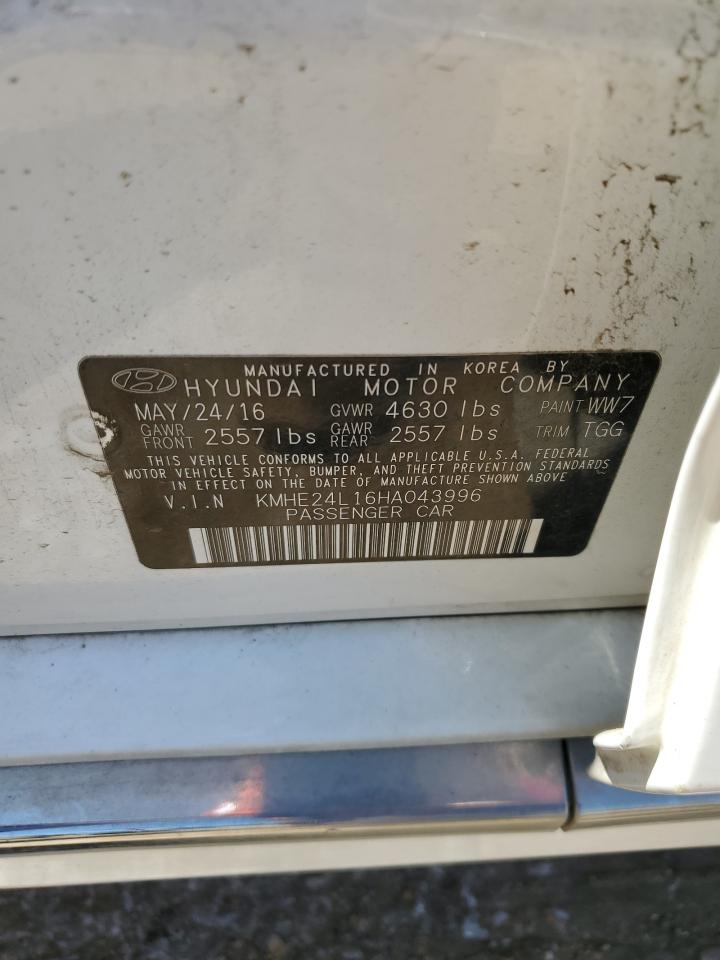 MANUFACTURED IN KOREA BY
HYUNDAI MOTOR COMPANY
MAY/24/16 GVWR 4630 lbs PAINT WW7
GAWR FRONT 2557 lbs GAWR REAR 2557 lbs TRIM TGG
THIS VEHICLE CONFORMS TO ALL APPLICABLE U.S.A. FEDERAL
MOTOR VEHICLE SAFETY, BUMPER, AND THEFT PREVENTION STANDARDS
IN EFFECT ON THE DATE OF MANUFACTURE SHOWN ABOVE
V.I.N KMHE24L16HA043996
PASSENGER CAR